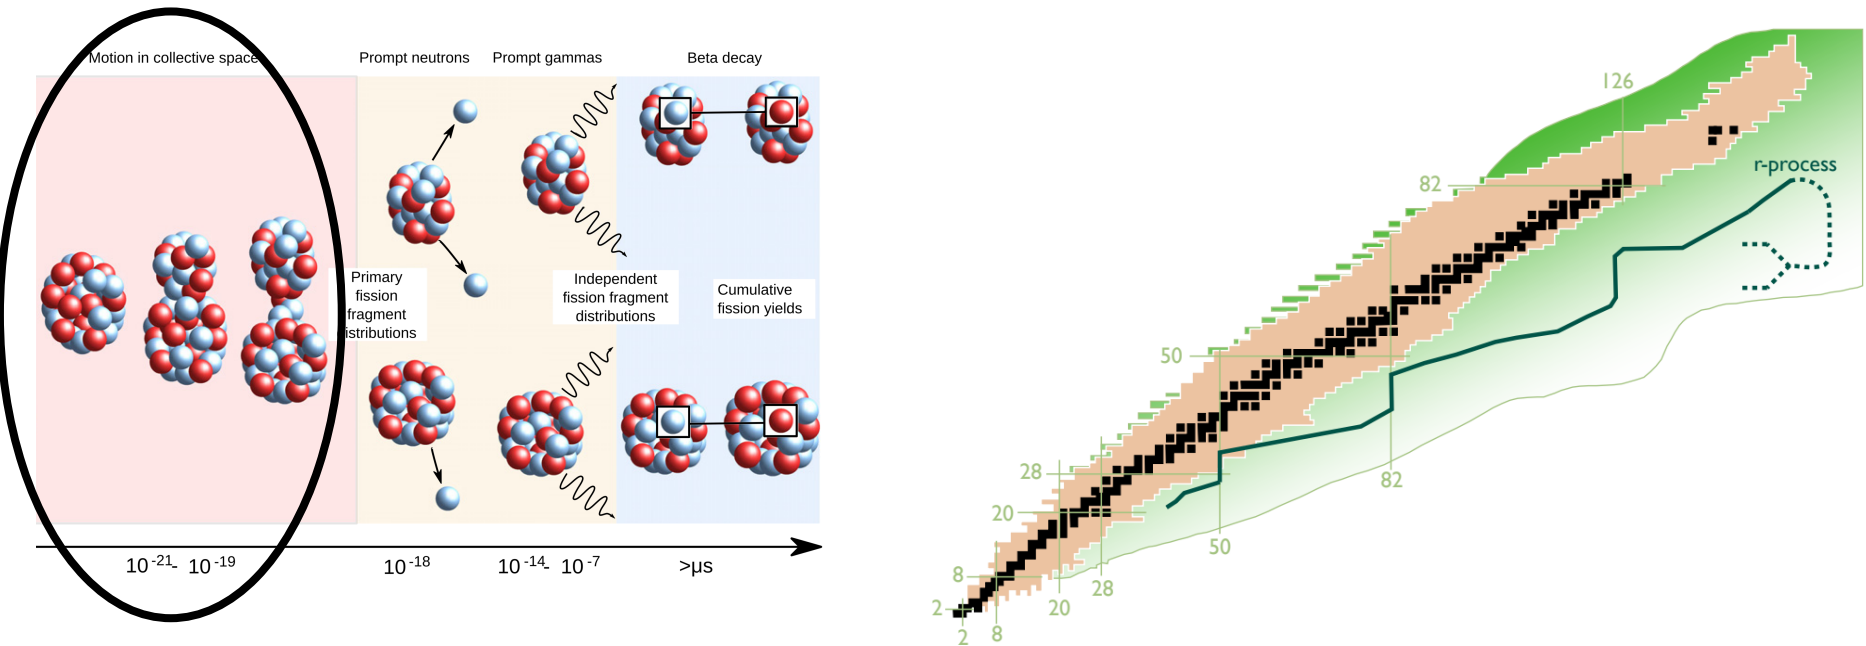 Motion in collective space
Prompt neutrons
Prompt gammas
Beta decay
Primary
fission
fragment
distributions
Independent
fission fragment
distributions
Cumulative
fission yields
10-21- 10-19
10-18
10-14- 10-7
>μs
126
82
r-process
50
28
82
20
50
8
28
20
2
8
2